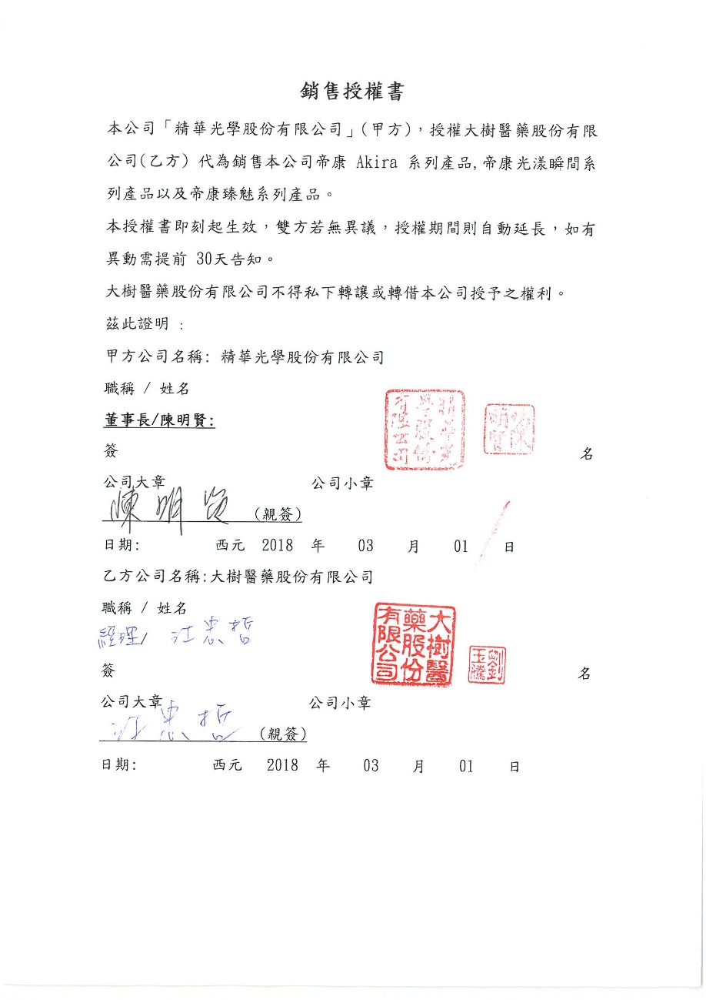 銷售授權書
本公司「精華光學股份有限公司」(甲方)，授權大樹醫藥股份有限
公司(乙方) 代為銷售本公司帝康 Akira 系列產品,帝康光漾瞬間系
列產品以及帝康臻魅系列產品。
本授權書即刻起生效，雙方若無異議，授權期間則自動延長，如有
異動需提前 30天告知。
大樹醫藥股份有限公司不得私下轉讓或轉借本公司授予之權利。
茲此證明 :
甲方公司名稱: 精華光學股份有限公司
職稱 / 姓名
精華光學股份有限公司
陳明賢
董事長/陳明賢:
簽 名
公司大章 公司小章
陳明賢 (親簽)
日期: 西元 2018 年 03 月 01 日
乙方公司名稱:大樹醫藥股份有限公司
職稱 / 姓名
大樹醫藥股份有限公司
劉玉騰
經理/ 江忠哲
簽 名
公司大章 公司小章
江忠哲 (親簽)
日期: 西元 2018 年 03 月 01 日